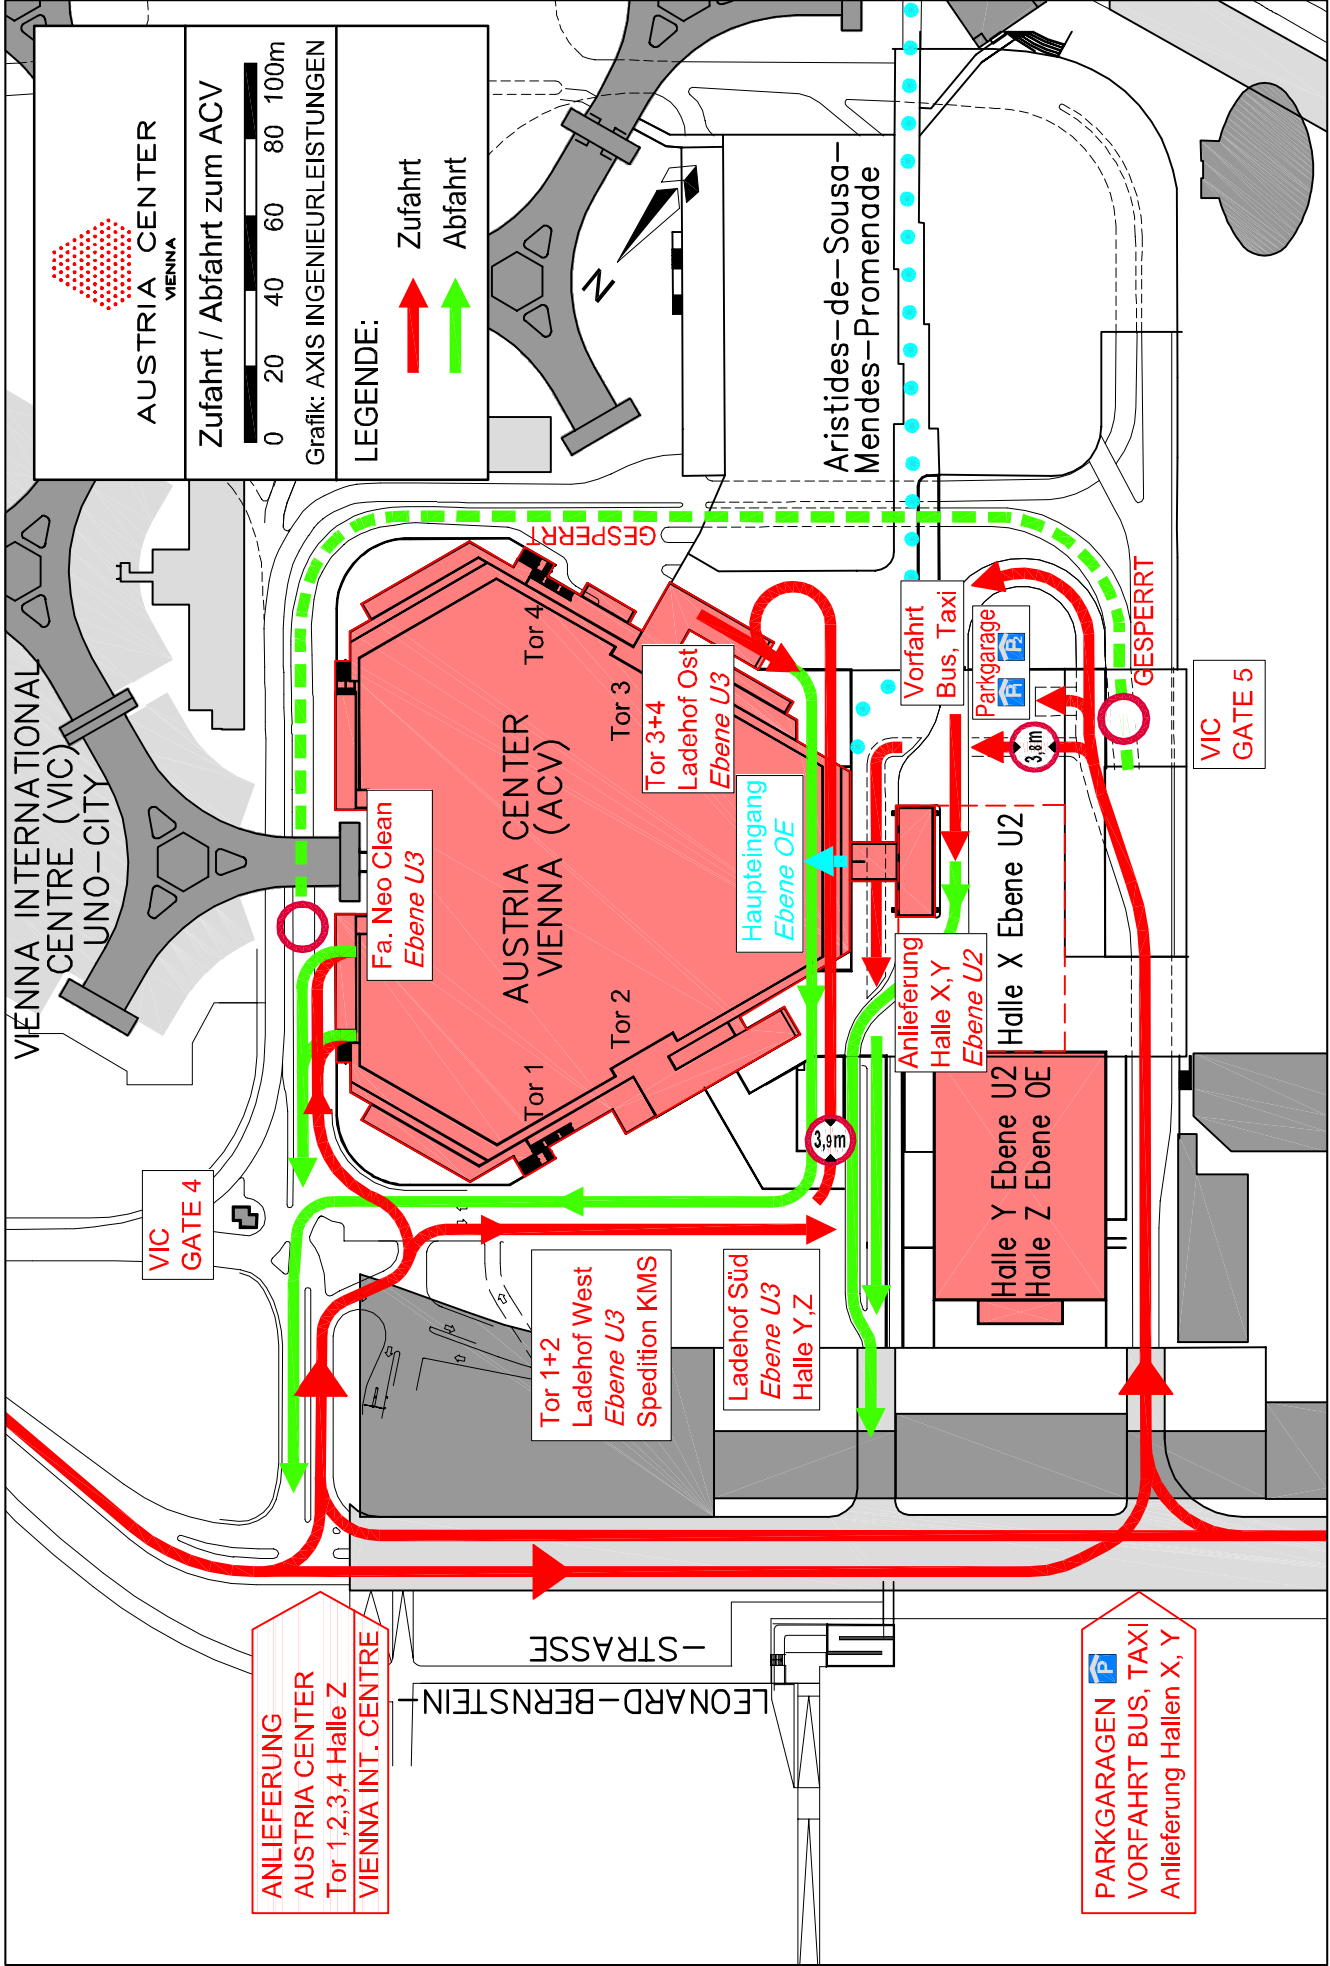 AUSTRIA CENTER
VIENNA
Zufahrt / Abfahrt zum ACV
0 20 40 60 80 100m
Grafik: AXIS INGENIEURLEISTUNGEN
LEGENDE:
Zufahrt
Abfahrt
VIENNA INTERNATIONAL
CENTRE (VIC)
UNO-CITY
N
Aristides-de-Sousa-
Mendes-Promenade
GESPERRT
Fa. Neo Clean
Ebene U3
AUSTRIA CENTER
VIENNA (ACV)
Tor 1
Tor 2
Tor 3
Tor 4
Tor 3+4
Ladehof Ost
Ebene U3
Haupteingang
Ebene OE
Vorfahrt
Bus, Taxi
Parkgarage
P1 P2
3,8m
GESPERRT
VIC
GATE 5
Anlieferung
Halle X,Y
Ebene U2
Halle X Ebene U2
Halle Y Ebene U2
Halle Z Ebene OE
3,9m
VIC
GATE 4
Tor 1+2
Ladehof West
Ebene U3
Spedition KMS
Ladehof Süd
Ebene U3
Halle Y,Z
LEONARD-BERNSTEIN-
-STRASSE
ANLIEFERUNG
AUSTRIA CENTER
Tor 1,2,3,4 Halle Z
VIENNA INT. CENTRE
PARKGARAGEN P
VORFAHRT BUS, TAXI
Anlieferung Hallen X, Y